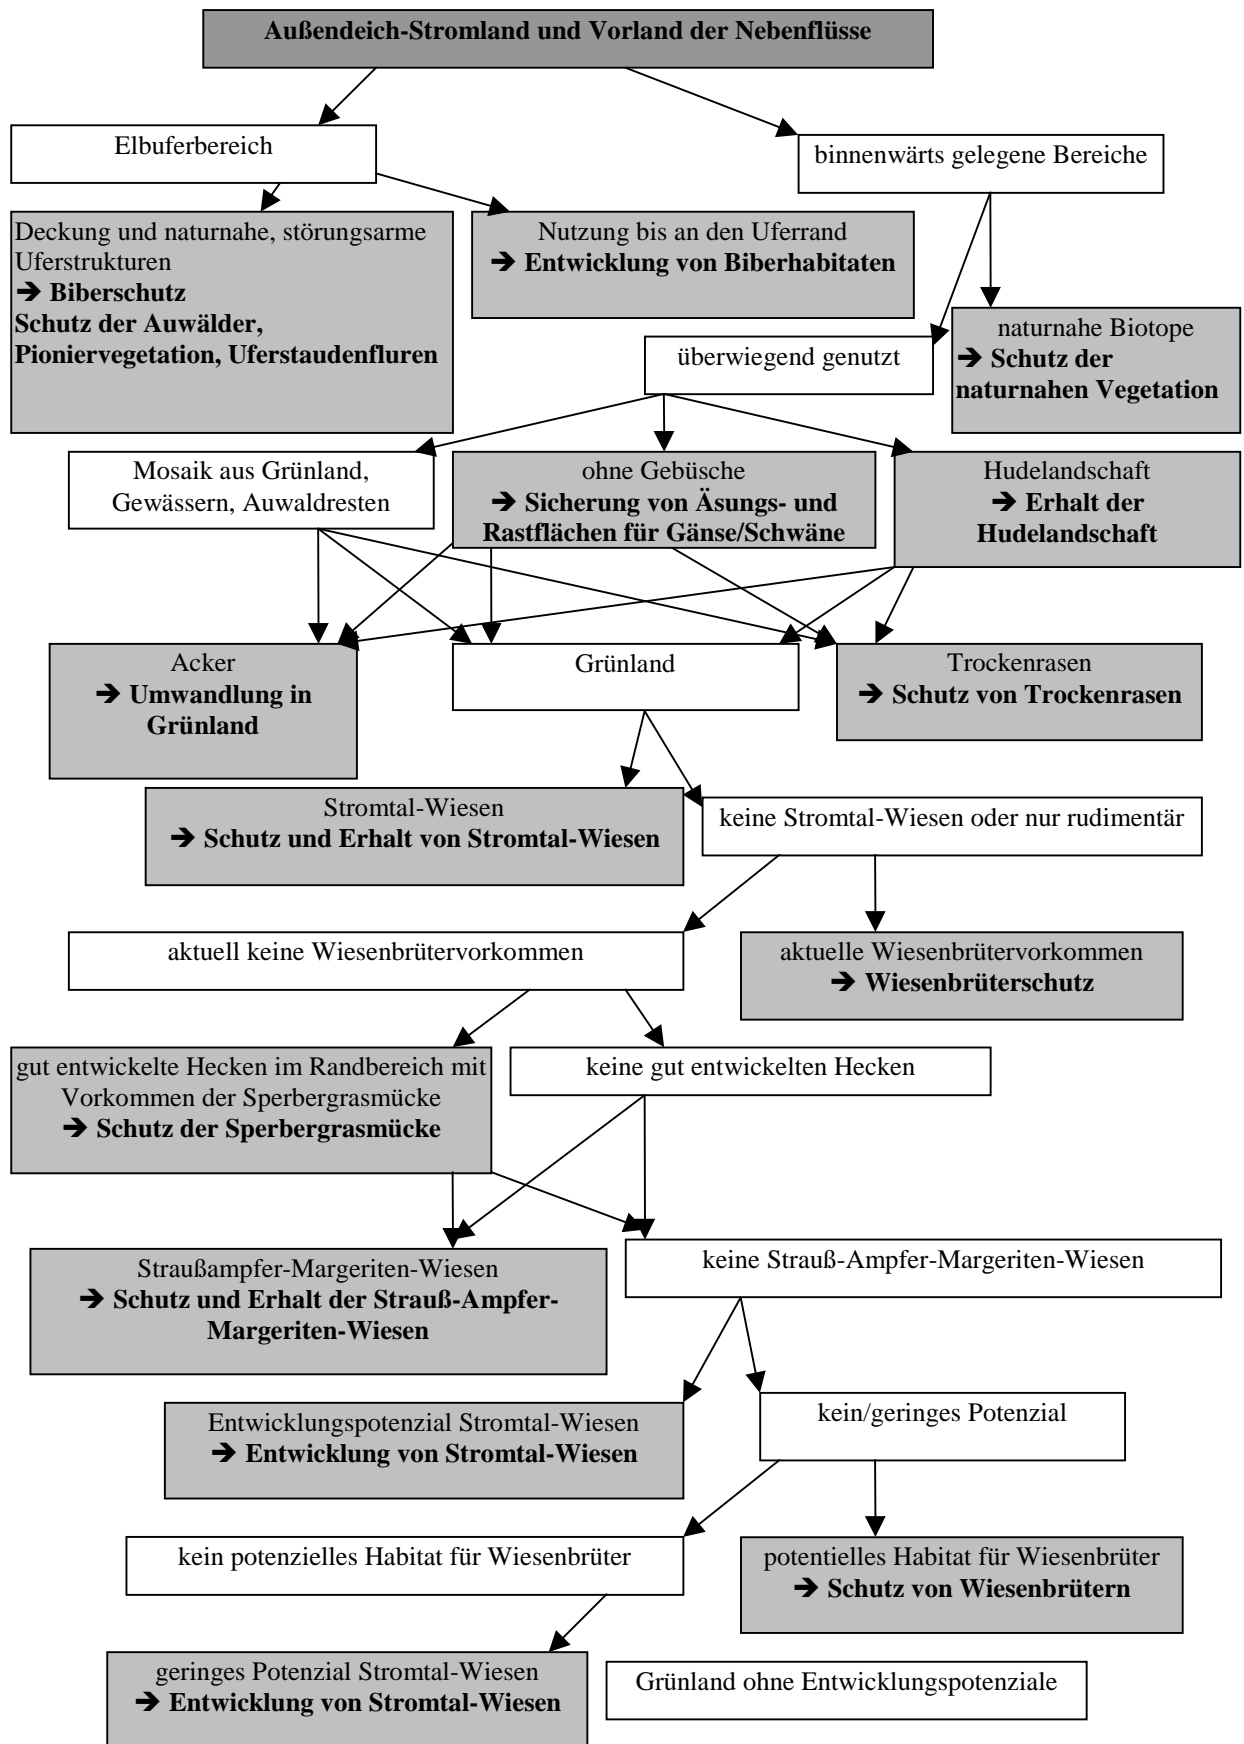 Außendeich-Stromland und Vorland der Nebenflüsse
Elbuferbereich
binnenwärts gelegene Bereiche
Deckung und naturnahe, störungsarme
Uferstrukturen
➔ Biberschutz
Schutz der Auwälder,
Pioniervegetation, Uferstaudenfluren
Nutzung bis an den Uferrand
➔ Entwicklung von Biberhabitaten
naturnahe Biotope
➔ Schutz der
naturnahen Vegetation
überwiegend genutzt
Mosaik aus Grünland,
Gewässern, Auwaldresten
ohne Gebüsche
➔ Sicherung von Äsungs- und
Rastflächen für Gänse/Schwäne
Hudelandschaft
➔ Erhalt der
Hudelandschaft
Acker
➔ Umwandlung in
Grünland
Grünland
Trockenrasen
➔ Schutz von Trockenrasen
Stromtal-Wiesen
➔ Schutz und Erhalt von Stromtal-Wiesen
keine Stromtal-Wiesen oder nur rudimentär
aktuell keine Wiesenbrütervorkommen
aktuelle Wiesenbrütervorkommen
➔ Wiesenbrüterschutz
gut entwickelte Hecken im Randbereich mit
Vorkommen der Sperbergrasmücke
➔ Schutz der Sperbergrasmücke
keine gut entwickelten Hecken
Straußampfer-Margeriten-Wiesen
➔ Schutz und Erhalt der Strauß-Ampfer-
Margeriten-Wiesen
keine Strauß-Ampfer-Margeriten-Wiesen
Entwicklungspotenzial Stromtal-Wiesen
➔ Entwicklung von Stromtal-Wiesen
kein/geringes Potenzial
kein potenzielles Habitat für Wiesenbrüter
potentielles Habitat für Wiesenbrüter
➔ Schutz von Wiesenbrütern
geringes Potenzial Stromtal-Wiesen
➔ Entwicklung von Stromtal-Wiesen
Grünland ohne Entwicklungspotenziale